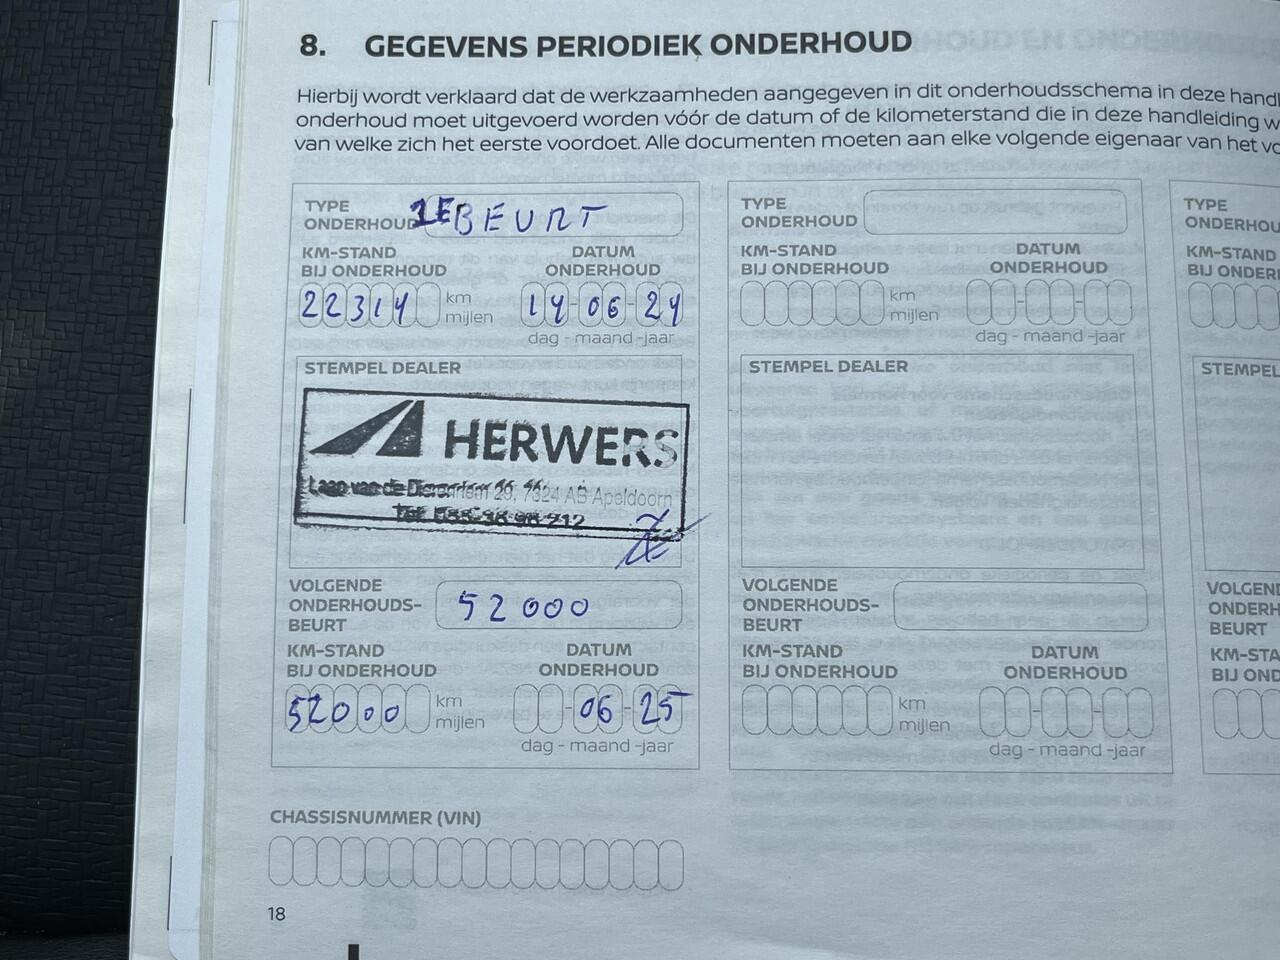 8. GEGEVENS PERIODIEK ONDERHOUD
Hierbij wordt verklaard dat de werkzaamheden aangegeven in dit onderhoudsschema in deze handl
onderhoud moet uitgevoerd worden vóór de datum of de kilometerstand die in deze handleiding w
van welke zich het eerste voordoet. Alle documenten moeten aan elke volgende eigenaar van het vo
TYPE
ONDERHOUD 1E BEURT
KM-STAND
BIJ ONDERHOUD
DATUM
ONDERHOUD
22314 km
mijlen
14-06-24
dag - maand -jaar
STEMPEL DEALER
HERWERS
Laan van de Dierenriem 29, 7324 AB Apeldoorn
Tel.
VOLGENDE
ONDERHOUDS-
BEURT
52000
KM-STAND
BIJ ONDERHOUD
DATUM
ONDERHOUD
52000 km
mijlen
-06-25
dag - maand -jaar
TYPE
ONDERHOUD
KM-STAND
BIJ ONDERHOUD
DATUM
ONDERHOUD
km
mijlen
dag - maand -jaar
STEMPEL DEALER
VOLGENDE
ONDERHOUDS-
BEURT
KM-STAND
BIJ ONDERHOUD
DATUM
ONDERHOUD
km
mijlen
dag - maand -jaar
TYPE
ONDERHOU
KM-STAND
BIJ ONDERH
STEMPEL
VOLGEND
ONDERH
BEURT
KM-STA
BIJ OND
CHASSISNUMMER (VIN)
18